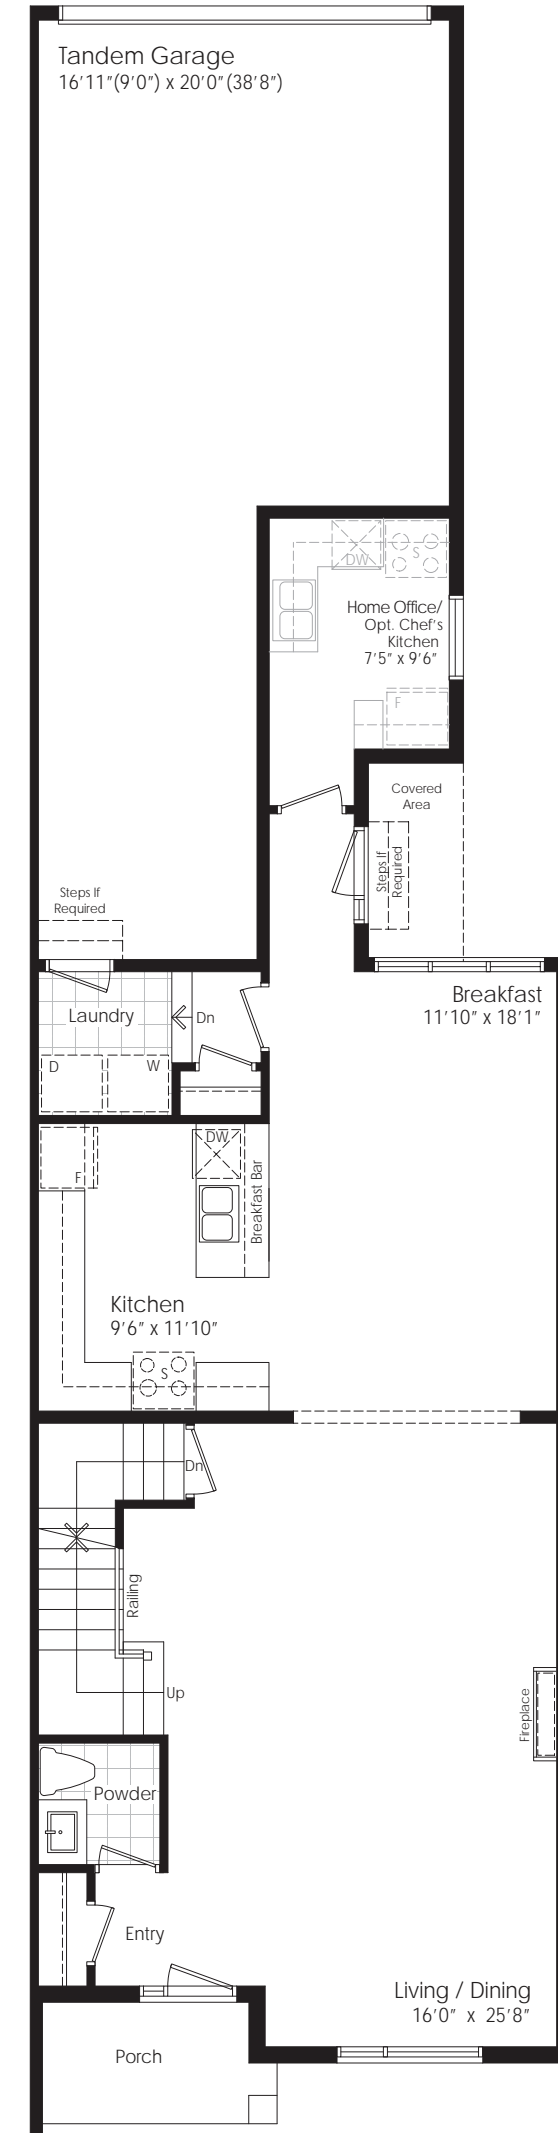 Tandem Garage
16'11"(9'0") x 20'0"(38'8")
DW
S
Home Office/
Opt. Chef's
Kitchen
7'5" x 9'6"
F
Covered
Area
Steps If
Required
Steps If
Required
Breakfast
11'10" x 18'1"
Laundry
Dn
D
W
DW
F
Breakfast Bar
Kitchen
9'6" x 11'10"
S
Dn
Railing
Up
Fireplace
Powder
Entry
Living / Dining
16'0" x 25'8"
Porch